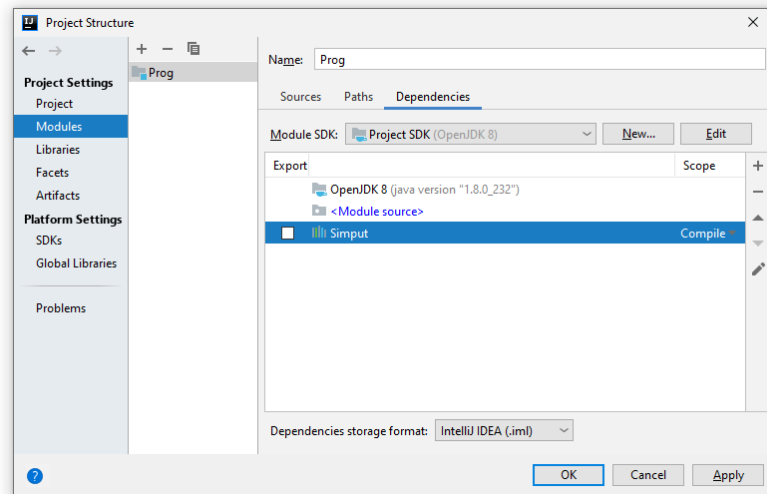 IJ Project Structure
Project Settings
Project
Modules
Libraries
Facets
Artifacts
Platform Settings
SDKs
Global Libraries
Problems
Prog
Name: Prog
Sources Paths Dependencies
Module SDK: Project SDK (OpenJDK 8) New... Edit
Export Scope
OpenJDK 8 (java version "1.8.0_232")
<Module source>
Simput Compile
Dependencies storage format: IntelliJ IDEA (.iml)
? OK Cancel Apply